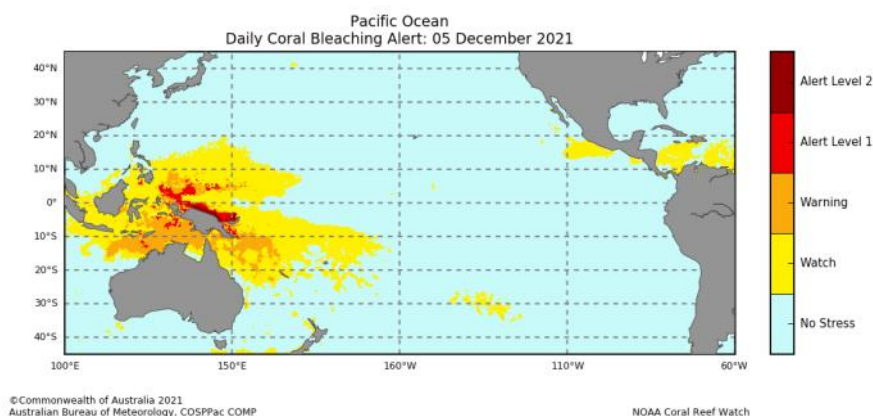 Pacific Ocean
Daily Coral Bleaching Alert: 05 December 2021
40°N
30°N
20°N
10°N
0°
10°S
20°S
30°S
40°S
100°E
150°E
160°W
110°W
60°W
Alert Level 2
Alert Level 1
Warning
Watch
No Stress
©Commonwealth of Australia 2021
Australian Bureau of Meteorology, COSPPac COMP
NOAA Coral Reef Watch